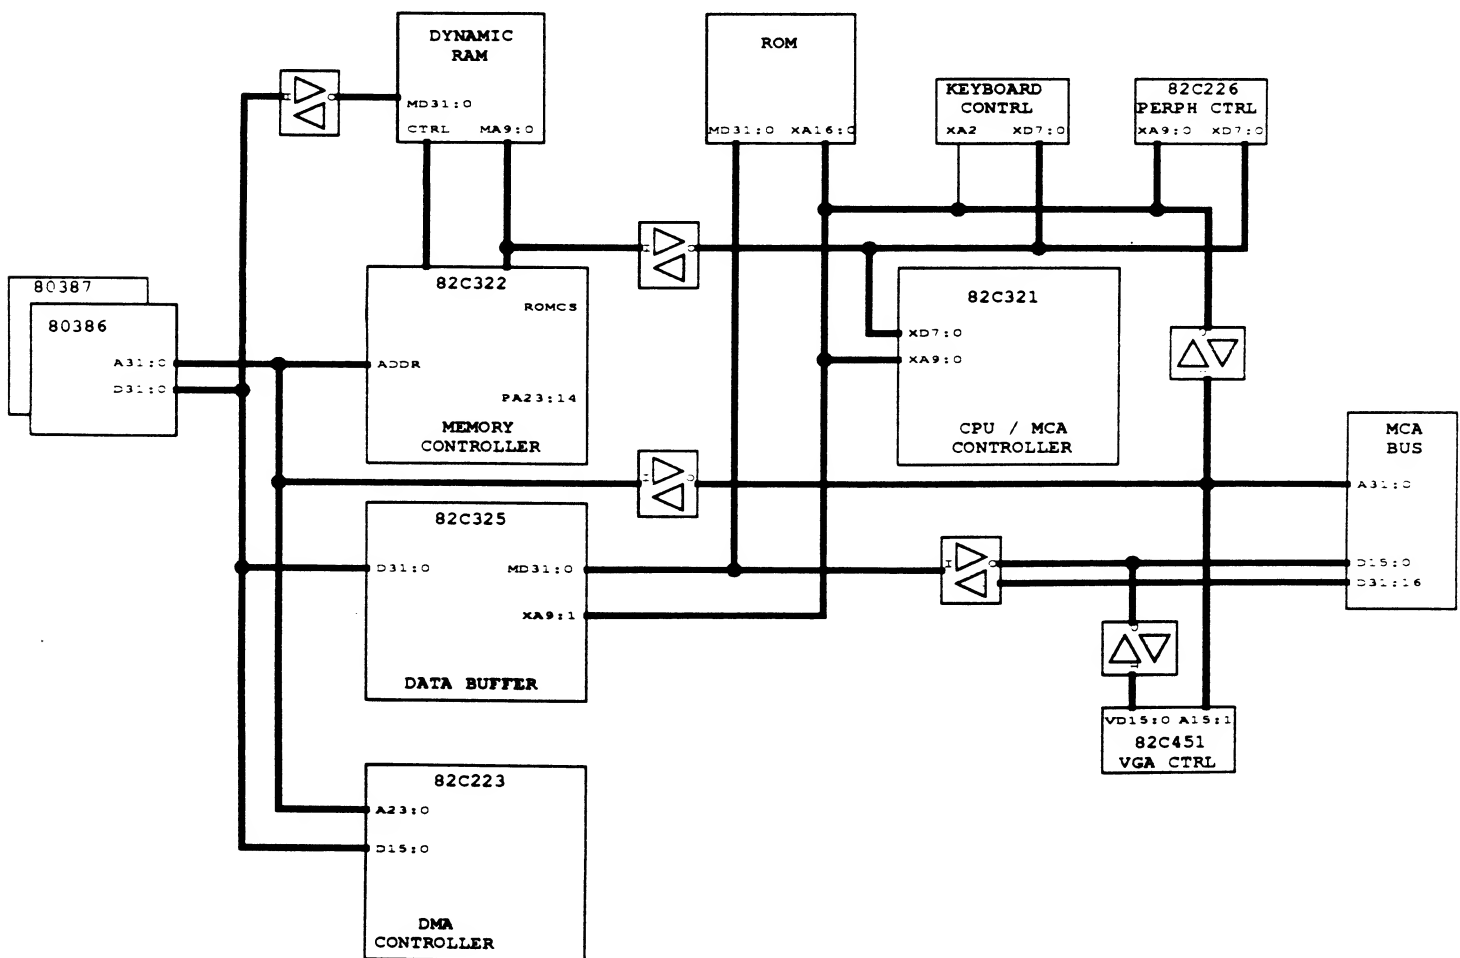 DYNAMIC
RAM
MD31:0
CTRL MA9:0
ROM
MD31:0 XA16:0
KEYBOARD
CONTRL
XA2 XD7:0
82C226
PERPH CTRL
XA9:0 XD7:0
80387
80386
A31:0
D31:0
82C322
ROMCS
ADDR
PA23:14
MEMORY
CONTROLLER
82C321
XD7:0
XA9:0
CPU / MCA
CONTROLLER
MCA
BUS
A31:0
D15:0
D31:16
82C325
D31:0
MD31:0
XA9:1
DATA BUFFER
VD15:0 A15:1
82C451
VGA CTRL
82C223
A23:0
D15:0
DMA
CONTROLLER